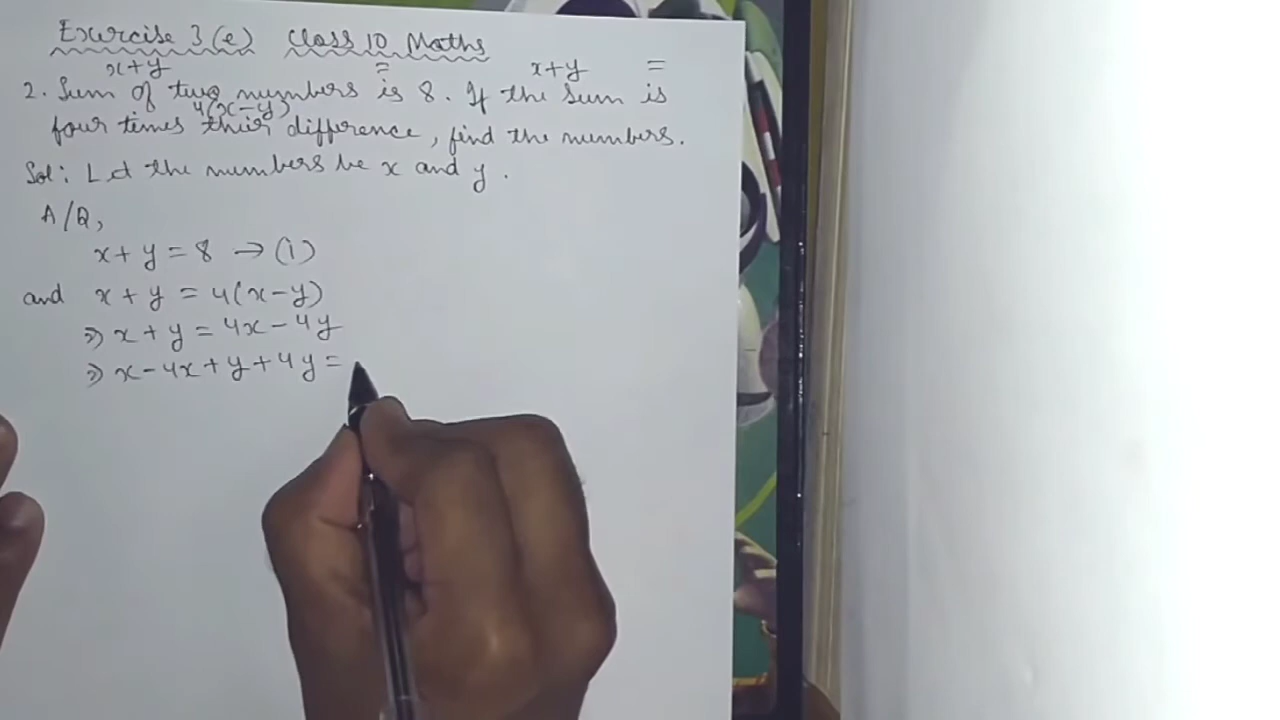 Exercise 3(e) Class 10 Maths
x+y = x+y =
2. Sum of two numbers is 8. If the sum is
4(x-y)
four times their difference, find the numbers.
Sol: Let the numbers be x and y.
A/Q,
x+y = 8 → (i)
and x + y = 4(x-y)
⇒ x + y = 4x - 4y
⇒ x - 4x + y + 4y =